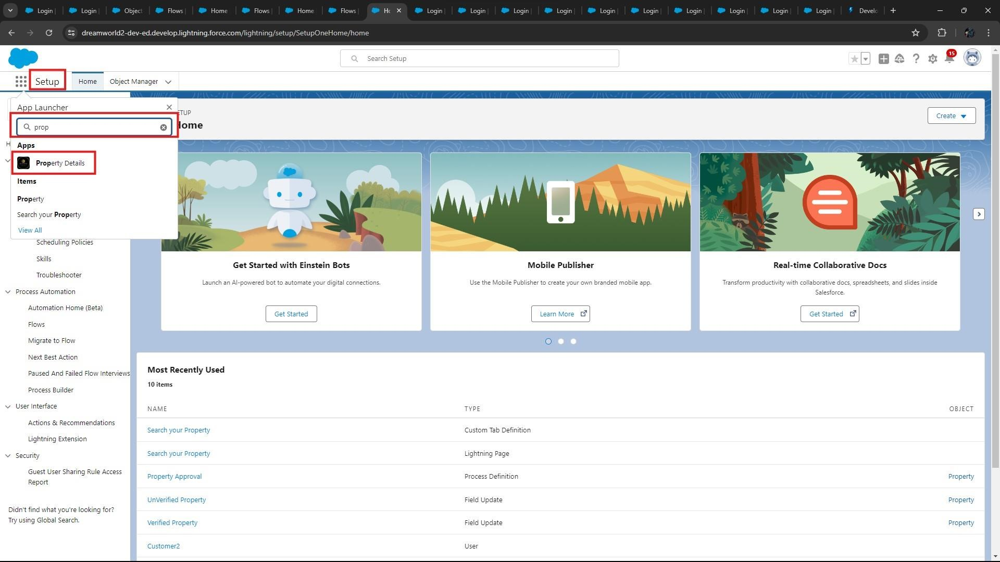 Login
Login
Object
Flows
Home
Flows
Home
Flows
Ho
Login
Login
Login
Login
Login
Login
Login
Login
Login
Login
Develo
dreamworld2-dev-ed.develop.lightning.force.com/lightning/setup/SetupOneHome/home
Search Setup
15
Setup
Home
Object Manager
App Launcher
prop
Apps
Property Details
Items
Property
Search your Property
View All
ETUP
Home
Create
H
Scheduling Policies
Skills
Troubleshooter
Process Automation
Automation Home (Beta)
Flows
Migrate to Flow
Next Best Action
Paused And Failed Flow Interviews
Process Builder
User Interface
Actions & Recommendations
Lightning Extension
Security
Guest User Sharing Rule Access
Report
Didn't find what you're looking for?
Try using Global Search.
Get Started with Einstein Bots
Launch an AI-powered bot to automate your digital connections.
Get Started
Mobile Publisher
Use the Mobile Publisher to create your own branded mobile app.
Learn More
Real-time Collaborative Docs
Transform productivity with collaborative docs, spreadsheets, and slides inside
Salesforce.
Get Started
Most Recently Used
10 items
NAME TYPE OBJECT
Search your Property Custom Tab Definition
Search your Property Lightning Page
Property Approval Process Definition Property
UnVerified Property Field Update Property
Verified Property Field Update Property
Customer2 User